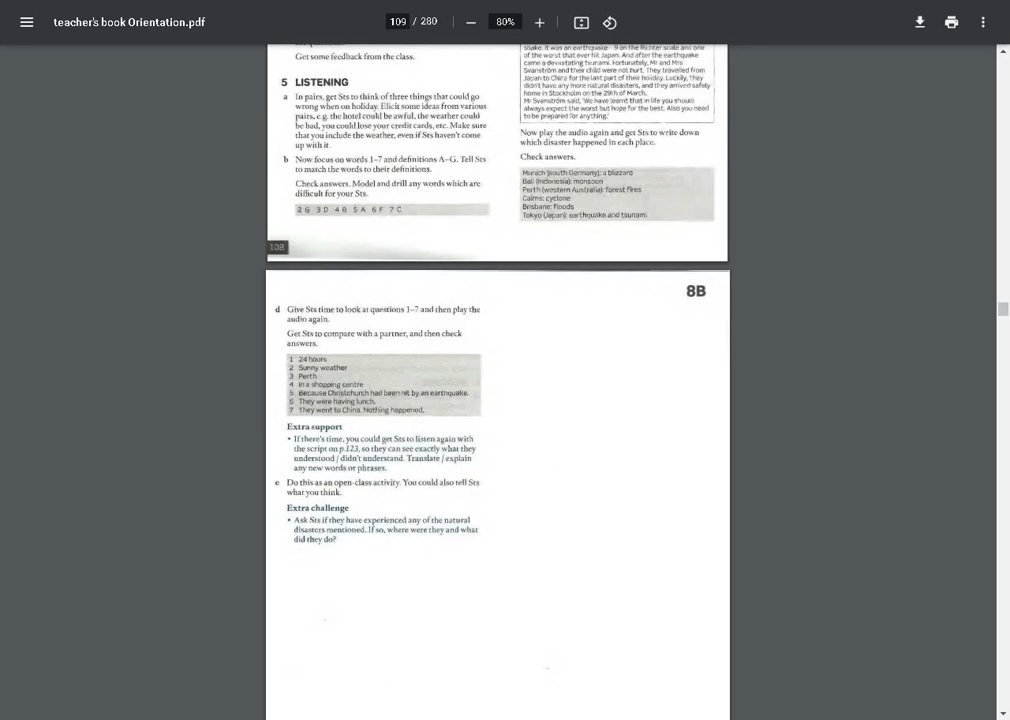 teacher's book Orientation.pdf
109 / 280
80%
Get some feedback from the class.
5 LISTENING
a In pairs, get Sts to think of three things that could go
wrong when on holiday. Elicit some ideas from various
pairs, e.g. the hotel could be awful, the weather could
be bad, you could lose your credit cards, etc. Make sure
that you include the weather, even if Sts haven't come
up with it.
b Now focus on words 1–7 and definitions A–G. Tell Sts
to match the words to their definitions.
Check answers. Model and drill any words which are
difficult for your Sts.
2 G 3 D 4 B 5 A 6 F 7 C
108
shake. It was an earthquake – 9 on the Richter scale and one
of the worst that ever hit Japan. And after the earthquake
came a devastating tsunami. Fortunately, Mr and Mrs
Svanström and their child were not hurt. They travelled from
Japan to China for the last part of their holiday. Luckily, they
didn't have any more natural disasters, and they arrived safely
home in Stockholm on the 29th of March.
Mr Svanström said, 'We have learnt that in life you should
always expect the worst but hope for the best. Also you need
to be prepared for anything.'
Now play the audio again and get Sts to write down
which disaster happened in each place.
Check answers.
Munich (south Germany): a blizzard
Bali (Indonesia): monsoon
Perth (western Australia): forest fires
Cairns: cyclone
Brisbane: floods
Tokyo (Japan): earthquake and tsunami
8B
d Give Sts time to look at questions 1–7 and then play the
audio again.
Get Sts to compare with a partner, and then check
answers.
1 24 hours
2 Sunny weather
3 Perth
4 In a shopping centre
5 Because Christchurch had been hit by an earthquake.
6 They were having lunch.
7 They went to China. Nothing happened.
Extra support
• If there's time, you could get Sts to listen again with
the script on p.123, so they can see exactly what they
understood / didn't understand. Translate / explain
any new words or phrases.
e Do this as an open-class activity. You could also tell Sts
what you think.
Extra challenge
• Ask Sts if they have experienced any of the natural
disasters mentioned. If so, where were they and what
did they do?